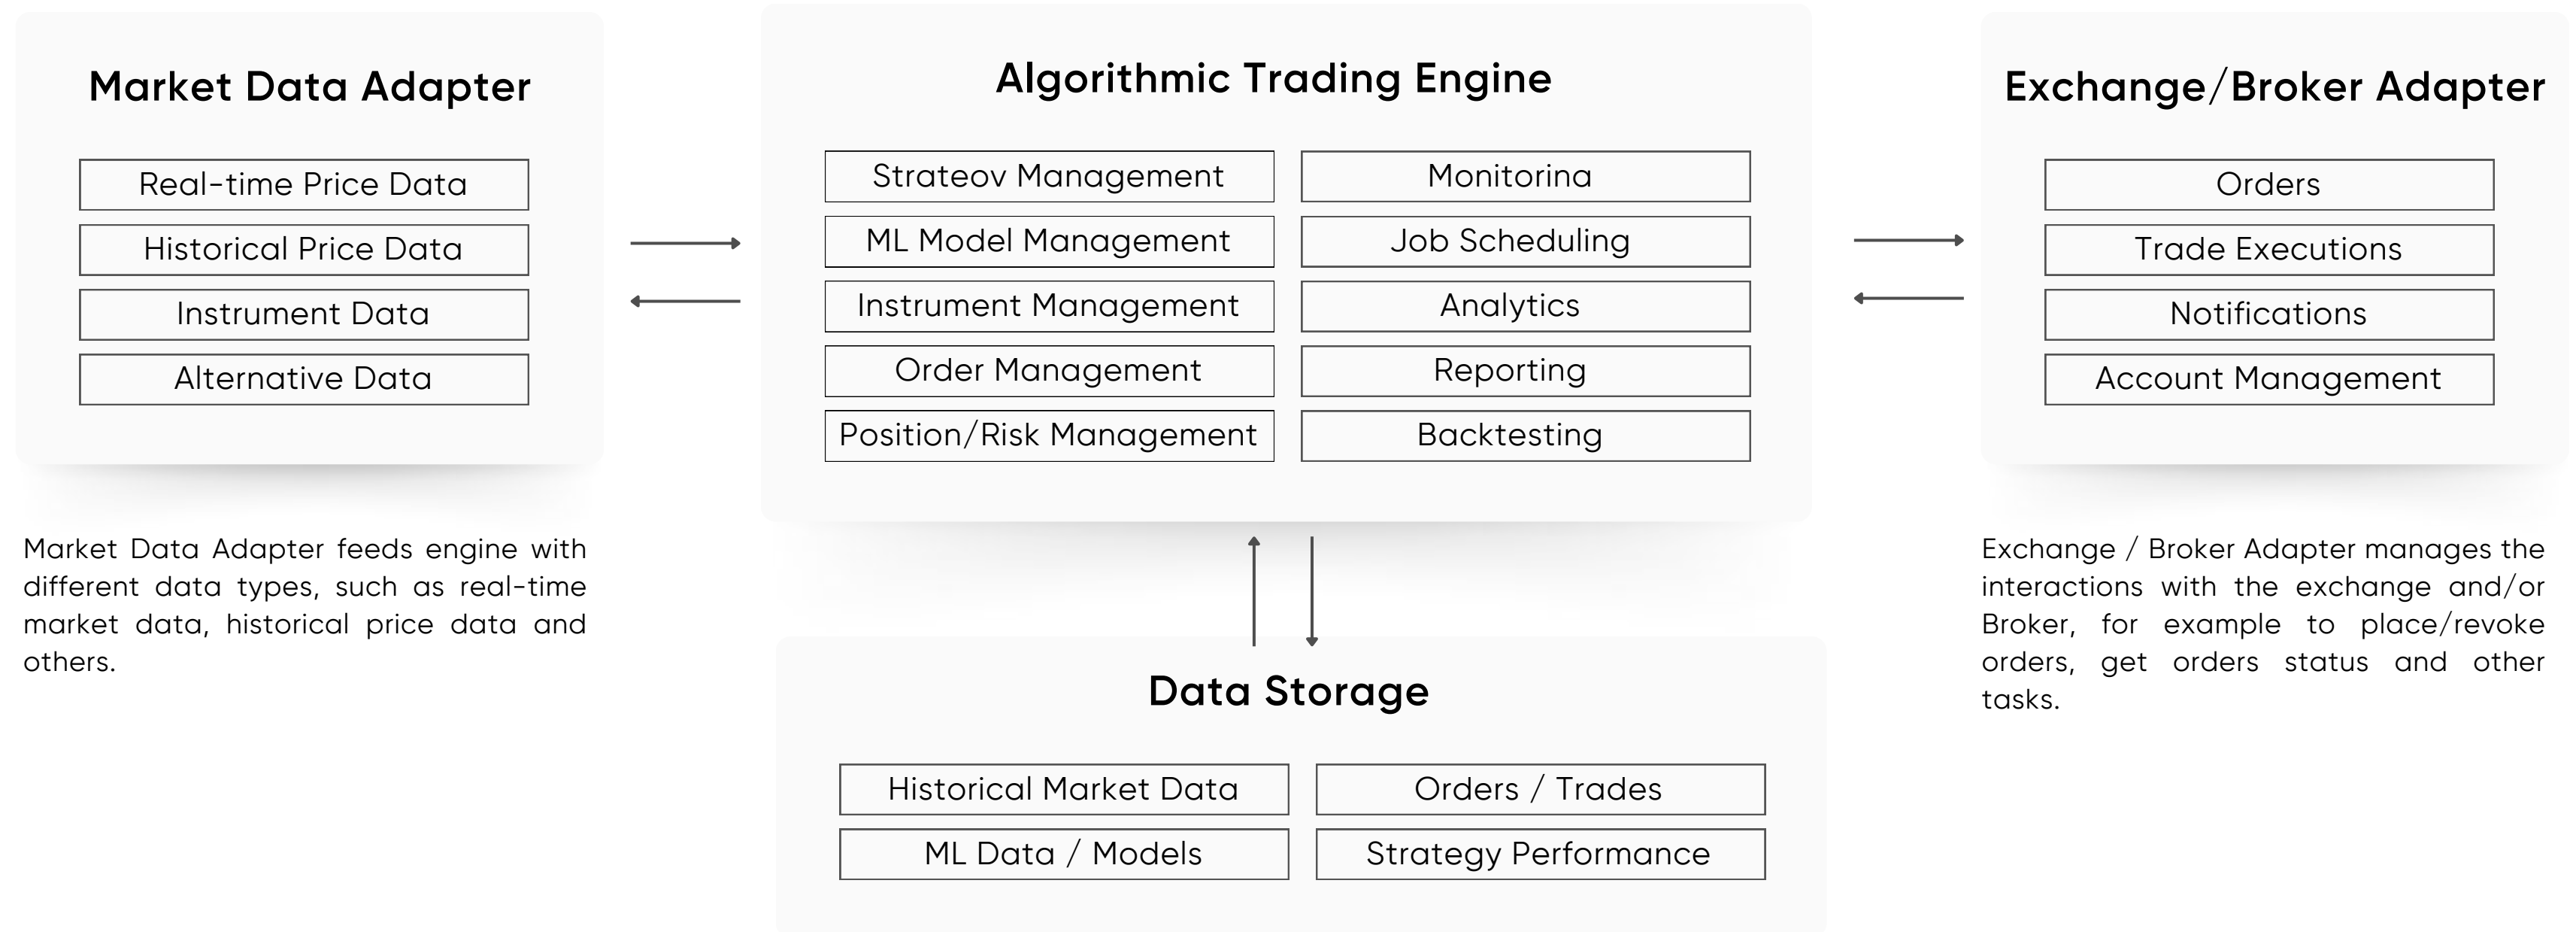 Market Data Adapter
Real-time Price Data
Historical Price Data
Instrument Data
Alternative Data
Market Data Adapter feeds engine with
different data types, such as real-time
market data, historical price data and
others.
Algorithmic Trading Engine
Strateov Management
ML Model Management
Instrument Management
Order Management
Position/Risk Management
Monitorina
Job Scheduling
Analytics
Reporting
Backtesting
Data Storage
Historical Market Data
ML Data / Models
Orders / Trades
Strategy Performance
Exchange/Broker Adapter
Orders
Trade Executions
Notifications
Account Management
Exchange / Broker Adapter manages the
interactions with the exchange and/or
Broker, for example to place/revoke
orders, get orders status and other
tasks.